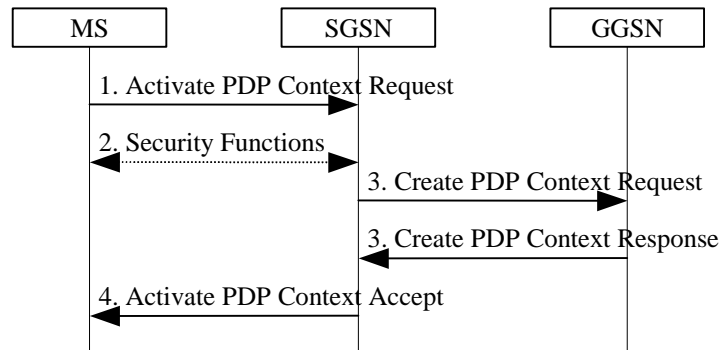 MS SGSN GGSN
1. Activate PDP Context Request
2. Security Functions
3. Create PDP Context Request
3. Create PDP Context Response
4. Activate PDP Context Accept